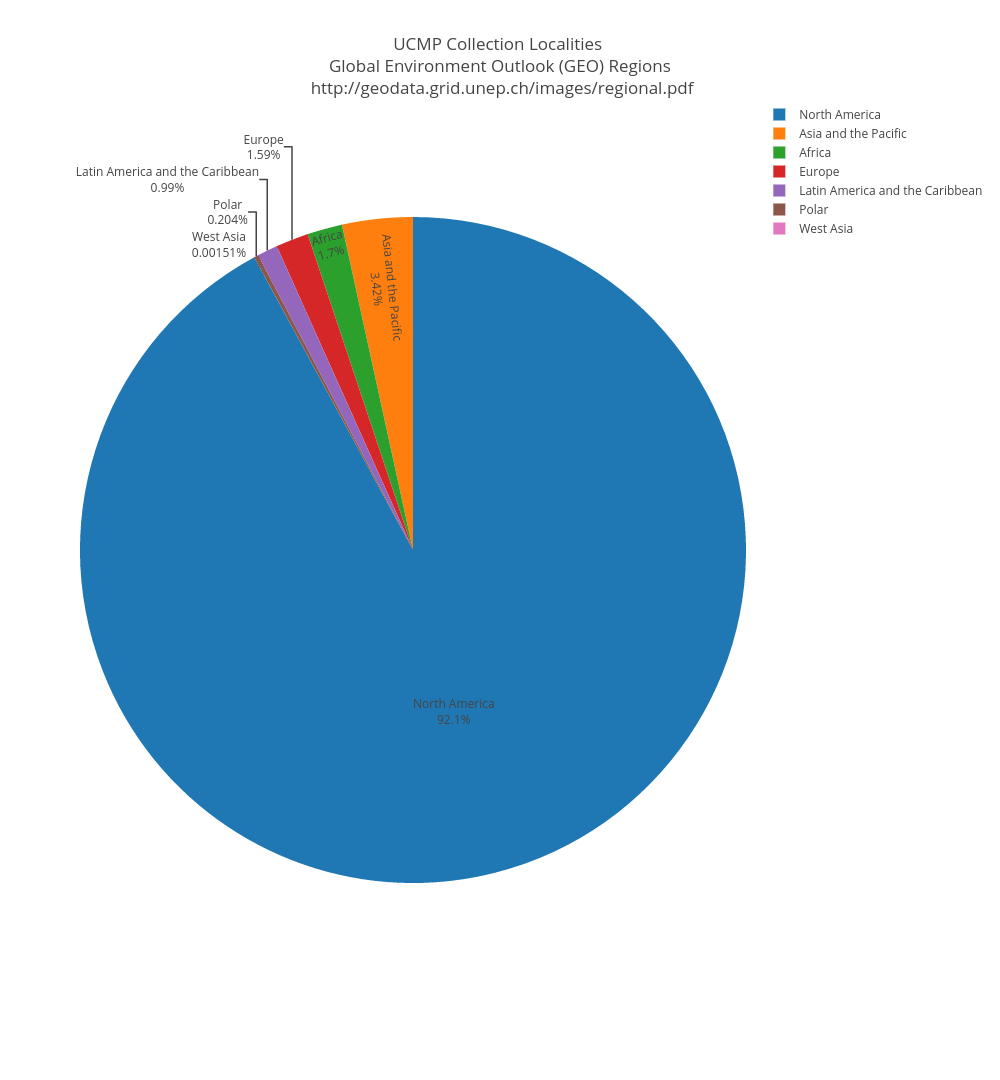 UCMP Collection Localities
Global Environment Outlook (GEO) Regions
http://geodata.grid.unep.ch/images/regional.pdf
North America
Asia and the Pacific
Africa
Europe
Latin America and the Caribbean
Polar
West Asia
Europe
1.59%
Latin America and the Caribbean
0.99%
Polar
0.204%
West Asia
0.00151%
Africa
1.7%
Asia and the Pacific
3.42%
North America
92.1%